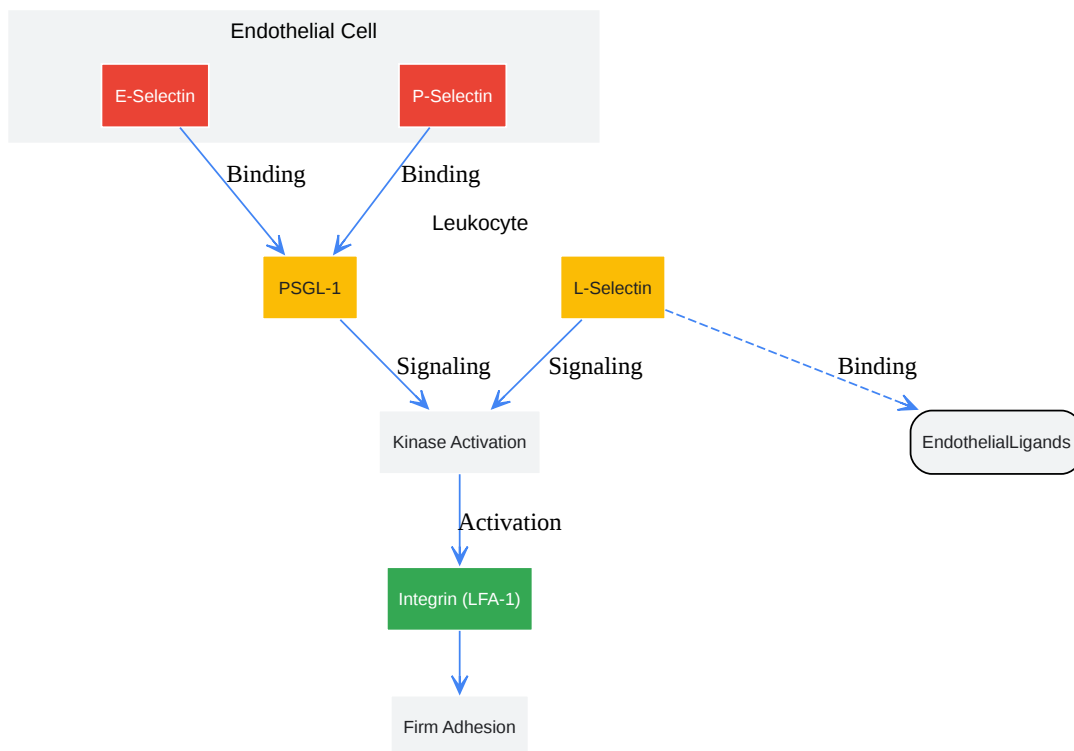 Endothelial Cell
E-Selectin
P-Selectin
Binding
Binding
Leukocyte
PSGL-1
L-Selectin
Signaling
Signaling
Binding
Kinase Activation
EndothelialLigands
Activation
Integrin (LFA-1)
Firm Adhesion